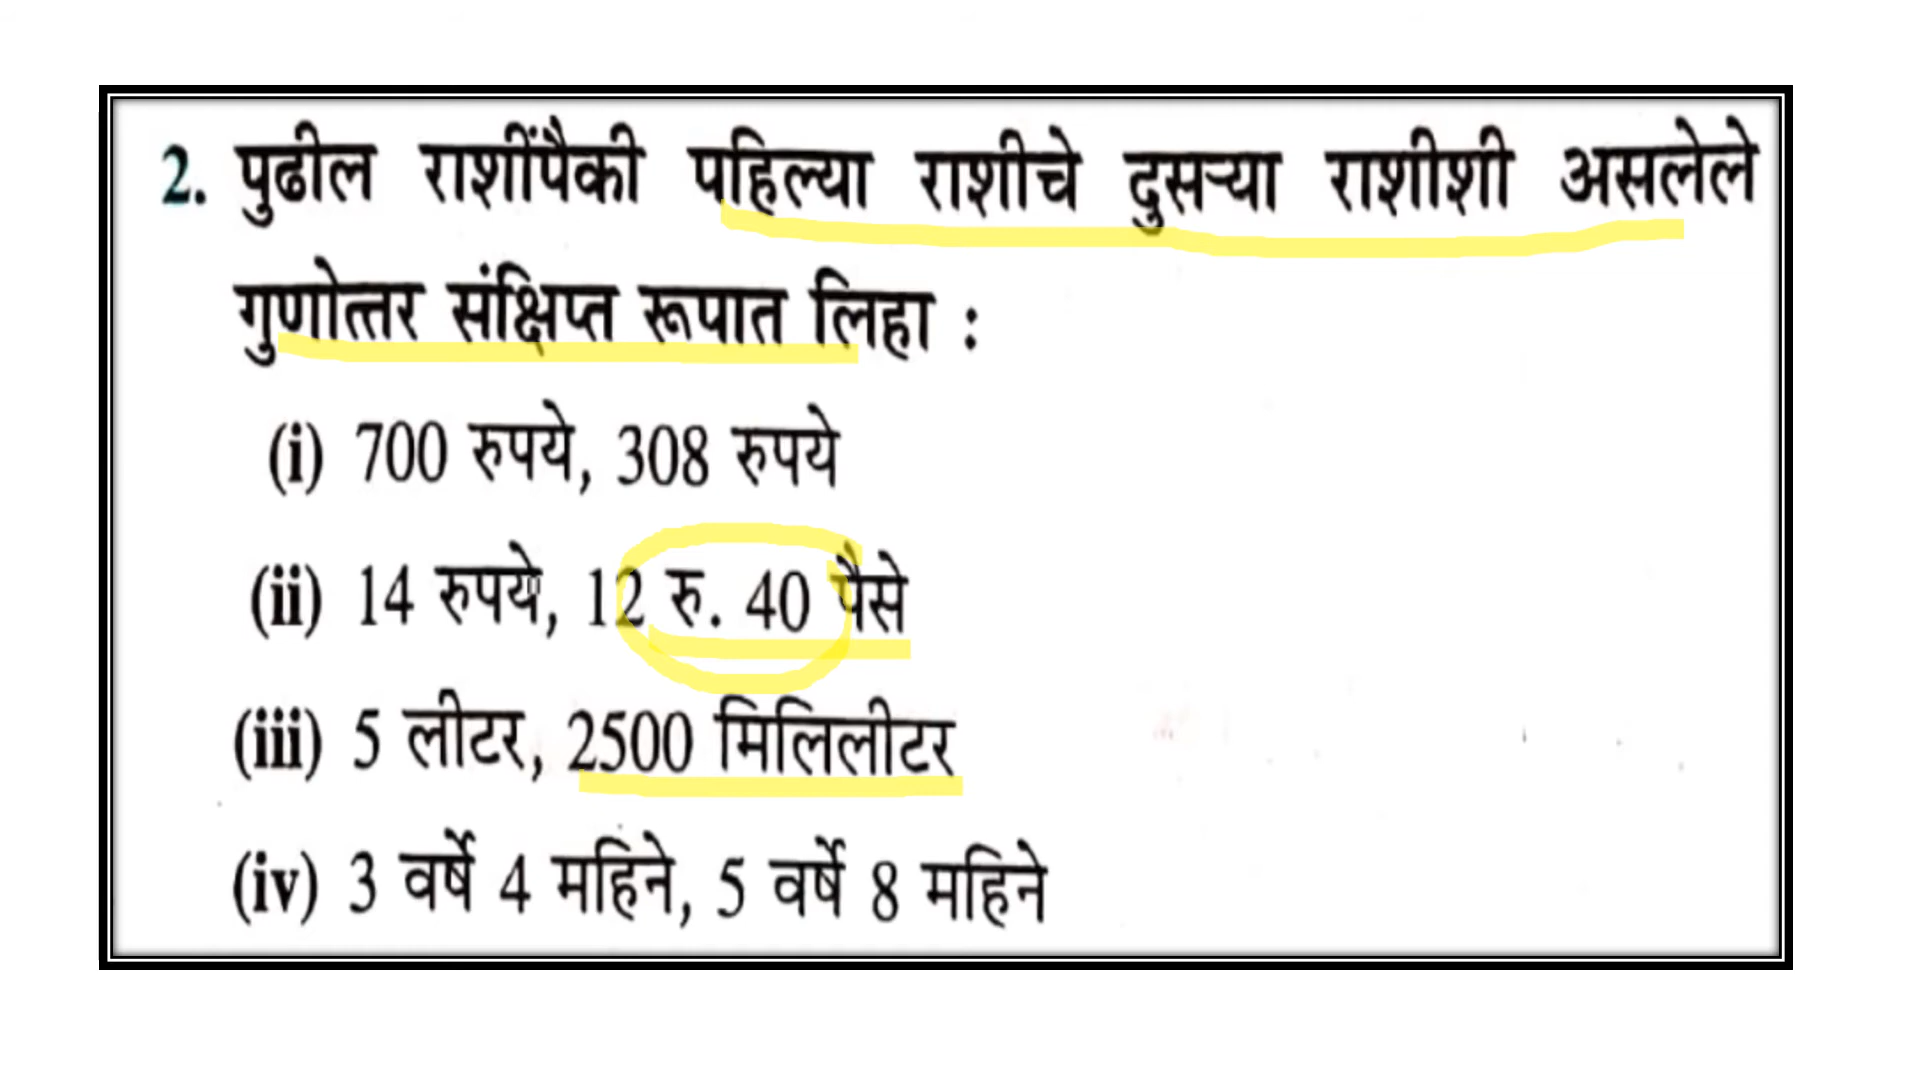 2. पुढील राशींपैकी पहिल्या राशीचे दुसऱ्या राशीशी असलेले
गुणोत्तर संक्षिप्त रूपात लिहा :
(i) 700 रुपये, 308 रुपये
(ii) 14 रुपये, 12 रु. 40 पैसे
(iii) 5 लीटर, 2500 मिलिलीटर
(iv) 3 वर्षे 4 महिने, 5 वर्षे 8 महिने